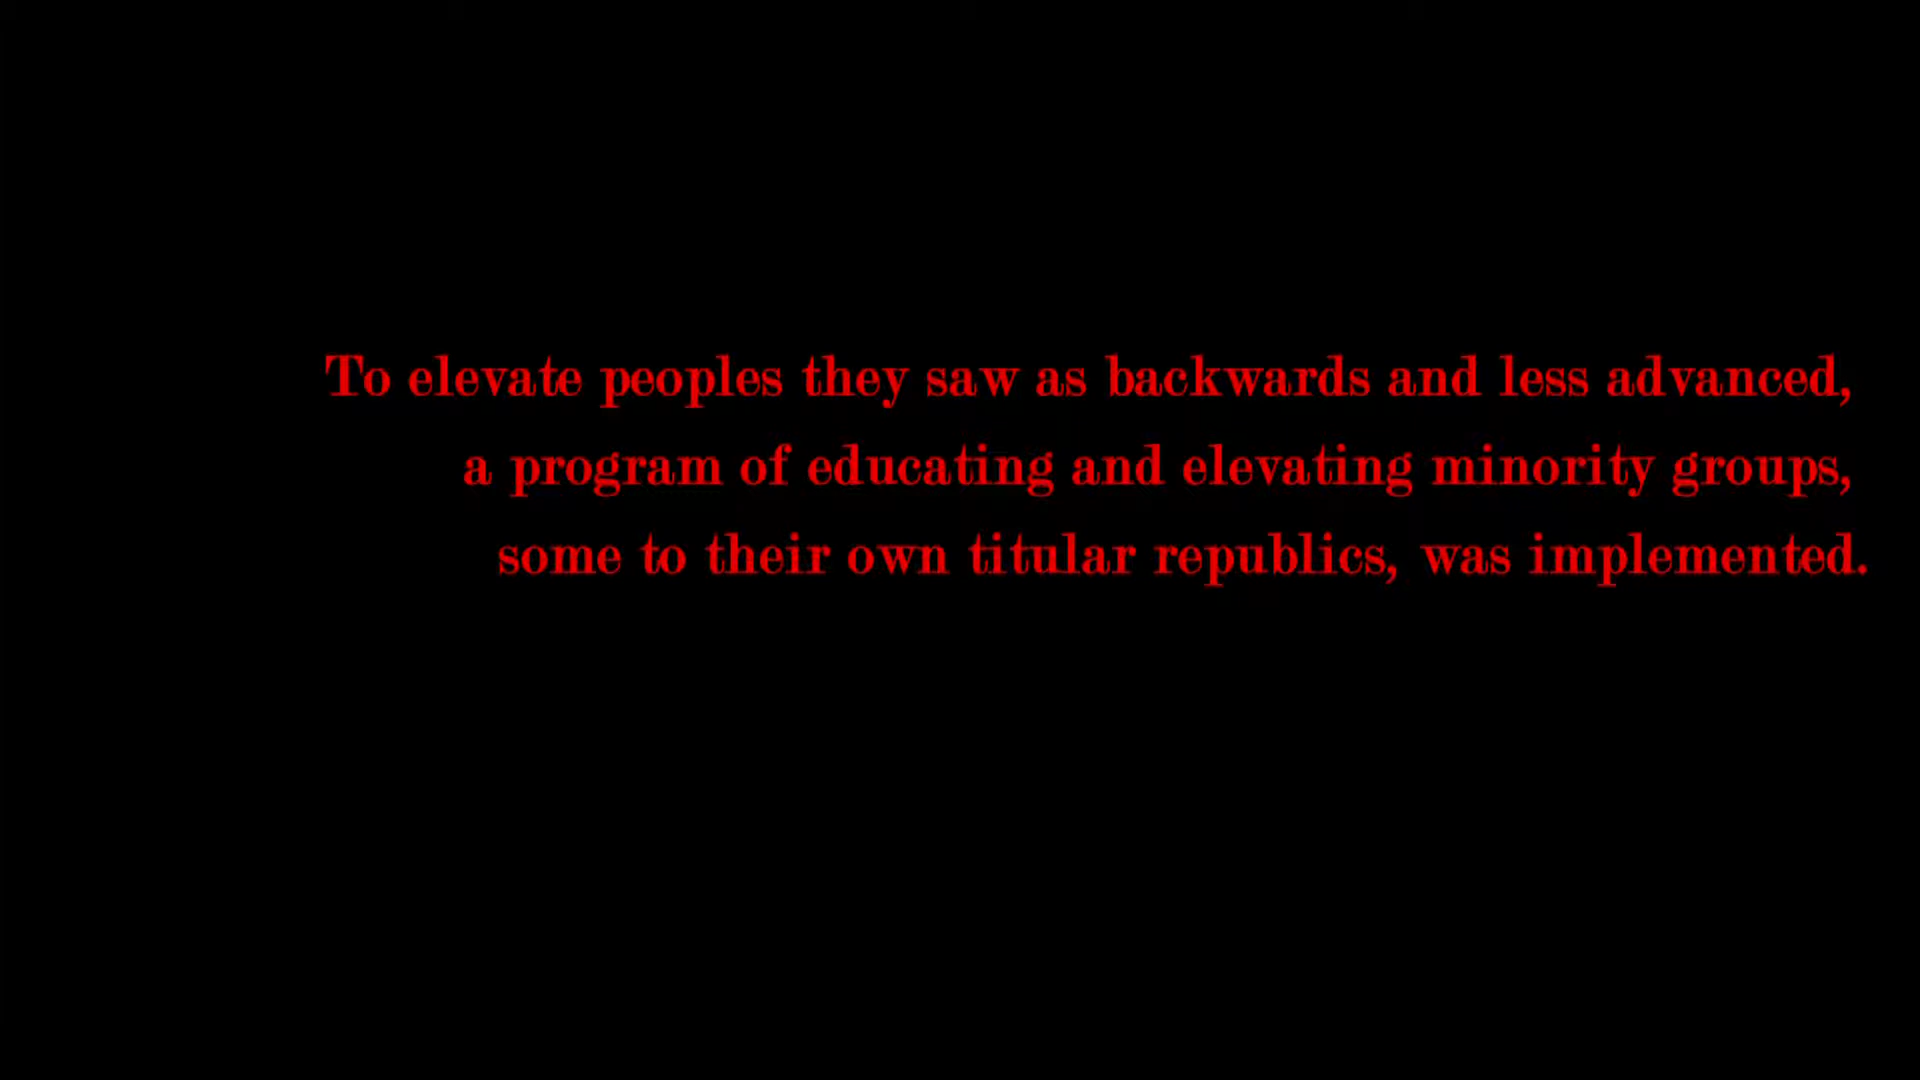 To elevate peoples they saw as backwards and less advanced,
a program of educating and elevating minority groups,
some to their own titular republics, was implemented.